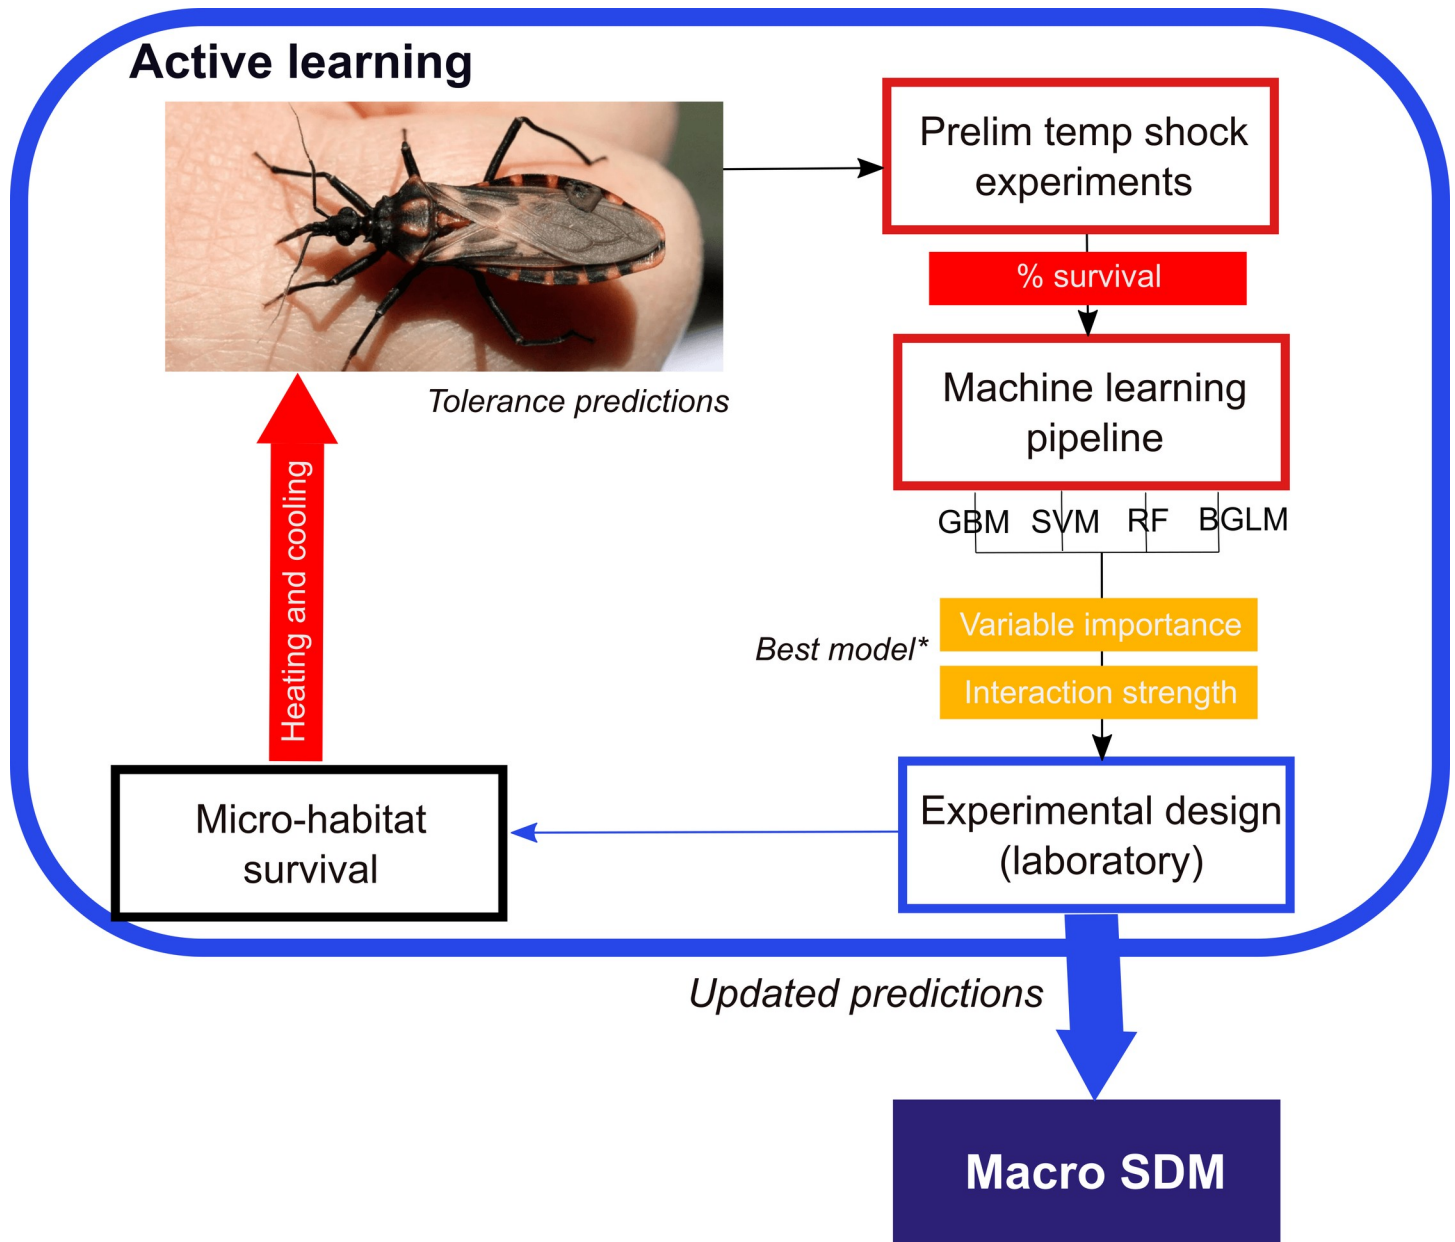 Active learning
Prelim temp shock
experiments
% survival
Tolerance predictions
Machine learning
pipeline
GBM SVM RF BGLM
Variable importance
Best model*
Interaction strength
Heating and cooling
Micro-habitat
survival
Experimental design
(laboratory)
Updated predictions
Macro SDM